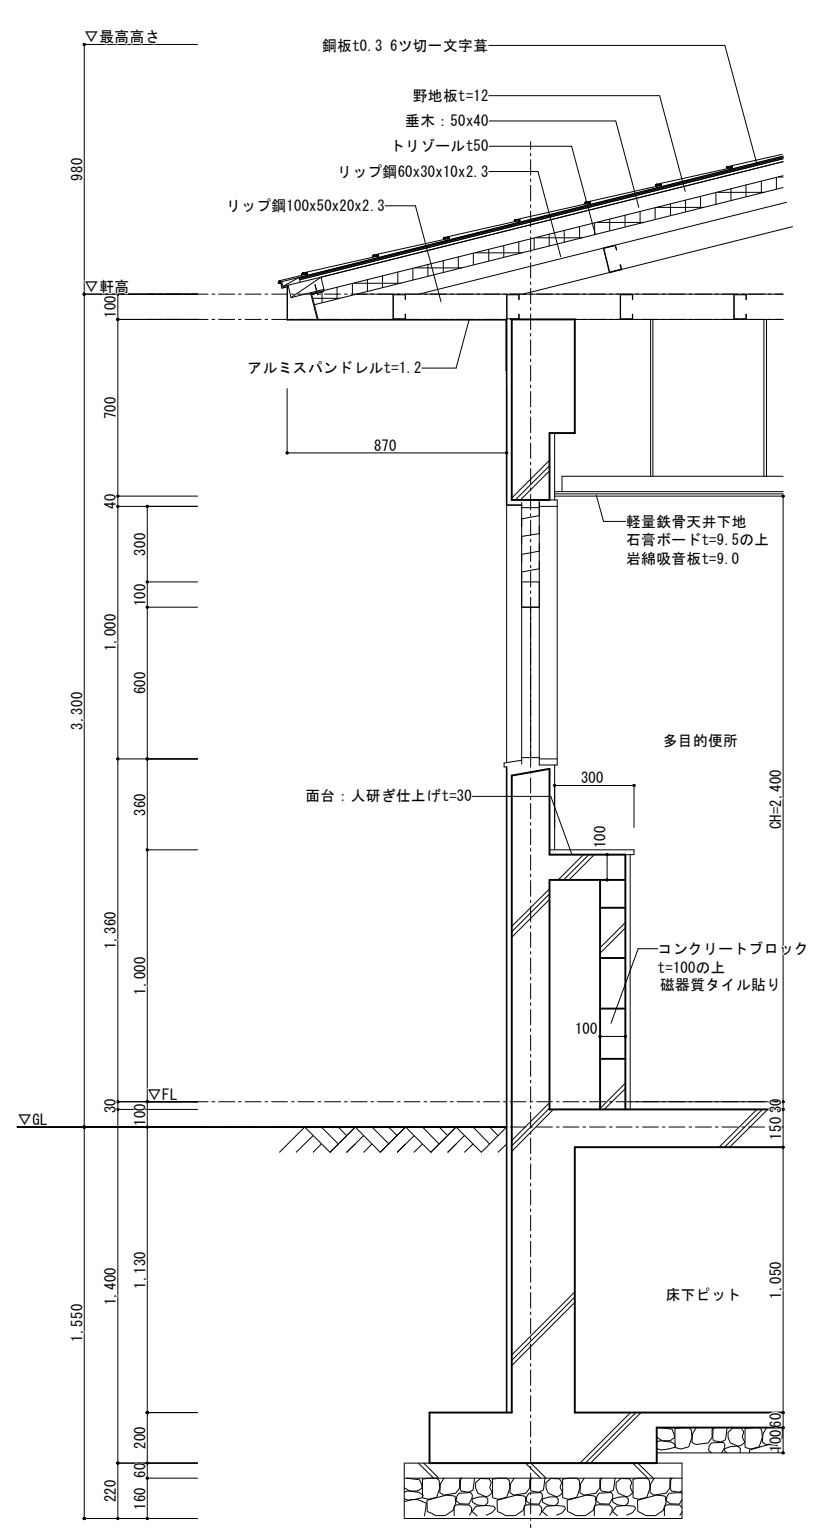 ▽最高高さ
銅板t0.3 6ツ切一文字葺
野地板t=12
垂木：50x40
トリゾールt50
リップ鋼60x30x10x2.3
リップ鋼100x50x20x2.3
980
▽軒高
100
アルミスパンドレルt=1.2
700
870
40
軽量鉄骨天井下地
石膏ボードt=9.5の上
岩綿吸音板t=9.0
300
100
1,000
600
3,300
多目的便所
CH=2,400
300
面台：人研ぎ仕上げt=30
360
100
1,360
1,000
コンクリートブロック
t=100の上
磁器質タイル貼り
100
▽FL
30
100
30
▽GL
150
1,130
1,400
1,550
1,050
床下ピット
200
60
100
60
220
160